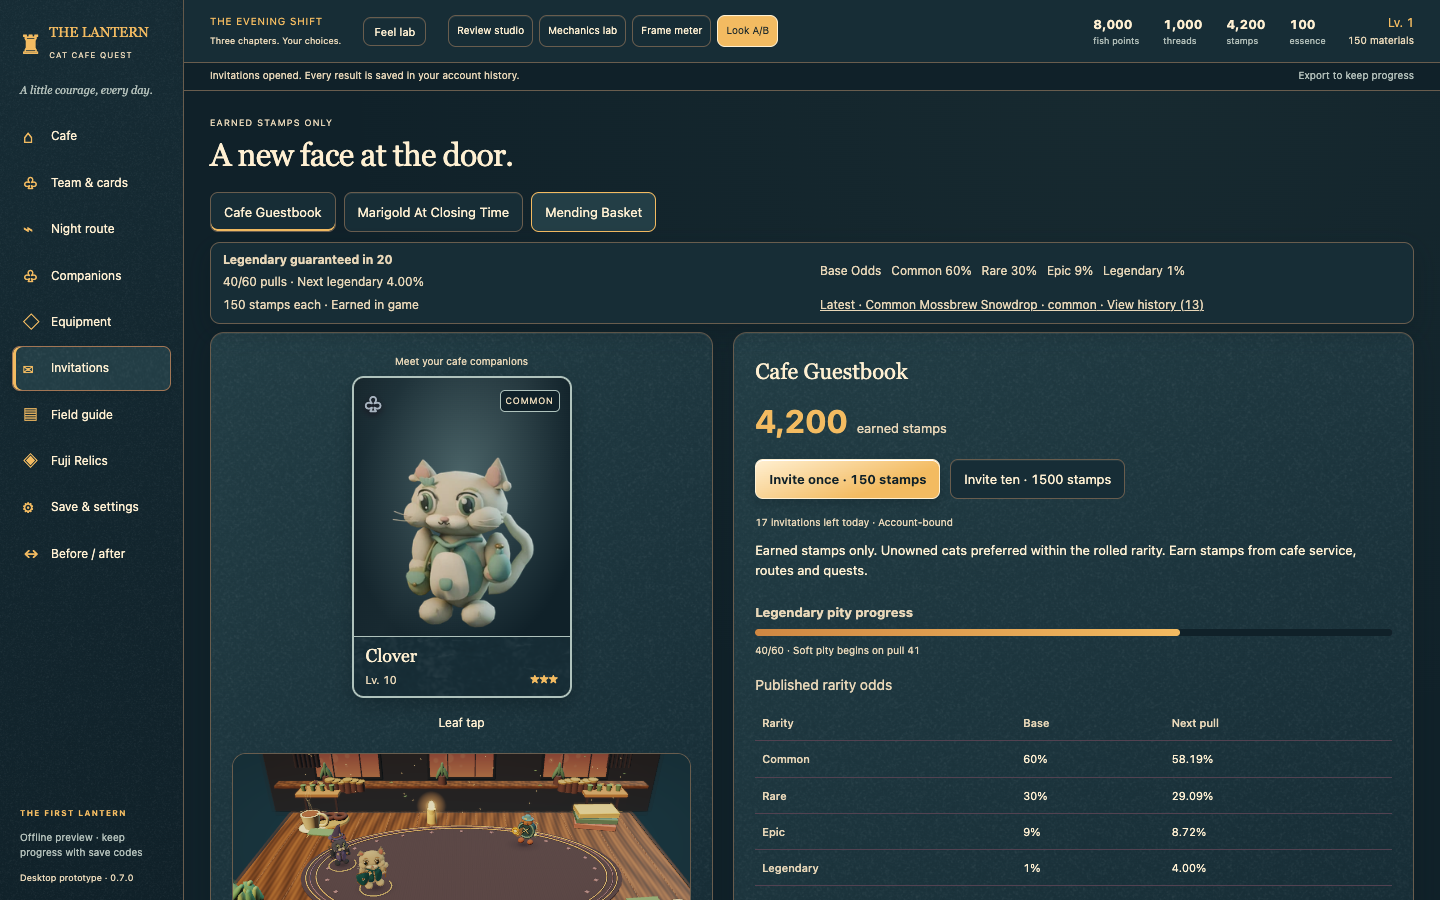 THE LANTERN
CAT CAFE QUEST
A little courage, every day.
Cafe
Team & cards
Night route
Companions
Equipment
Invitations
Field guide
Fuji Relics
Save & settings
Before / after
THE FIRST LANTERN
Offline preview · keep
progress with save codes
Desktop prototype · 0.7.0
THE EVENING SHIFT
Three chapters. Your choices.
Feel lab
Review studio
Mechanics lab
Frame meter
Look A/B
8,000
fish points
1,000
threads
4,200
stamps
100
essence
Lv. 1
150 materials
Invitations opened. Every result is saved in your account history.
Export to keep progress
EARNED STAMPS ONLY
A new face at the door.
Cafe Guestbook
Marigold At Closing Time
Mending Basket
Legendary guaranteed in 20
40/60 pulls · Next legendary 4.00%
150 stamps each · Earned in game
Base Odds Common 60% Rare 30% Epic 9% Legendary 1%
Latest · Common Mossbrew Snowdrop · common · View history (13)
Meet your cafe companions
COMMON
Clover
Lv. 10
Leaf tap
Cafe Guestbook
4,200 earned stamps
Invite once · 150 stamps
Invite ten · 1500 stamps
17 invitations left today · Account-bound
Earned stamps only. Unowned cats preferred within the rolled rarity. Earn stamps from cafe service,
routes and quests.
Legendary pity progress
40/60 · Soft pity begins on pull 41
Published rarity odds
Rarity Base Next pull
Common 60% 58.19%
Rare 30% 29.09%
Epic 9% 8.72%
Legendary 1% 4.00%